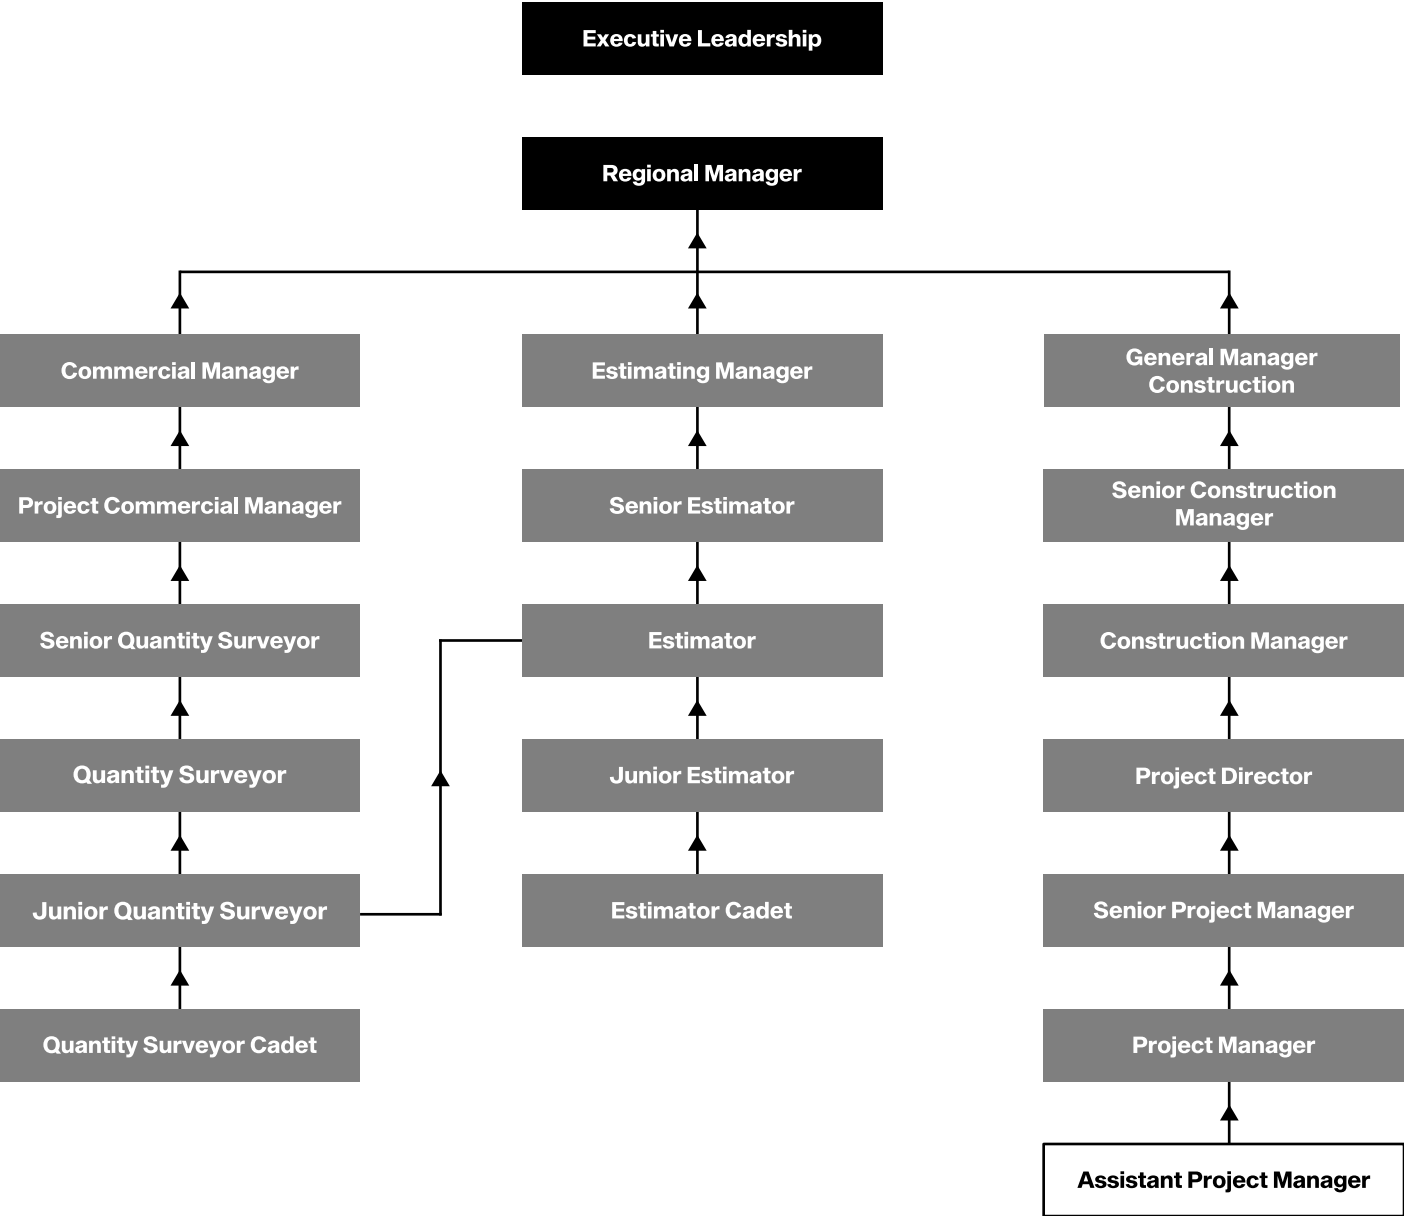 Executive Leadership
Regional Manager
Commercial Manager
Estimating Manager
General Manager
Construction
Project Commercial Manager
Senior Estimator
Senior Construction
Manager
Senior Quantity Surveyor
Estimator
Construction Manager
Quantity Surveyor
Junior Estimator
Project Director
Junior Quantity Surveyor
Estimator Cadet
Senior Project Manager
Quantity Surveyor Cadet
Project Manager
Assistant Project Manager